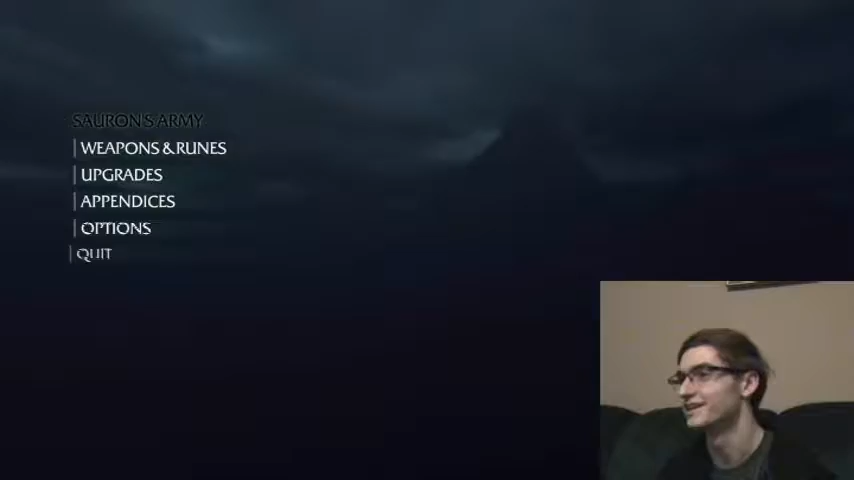 SAURON'S ARMY
WEAPONS & RUNES
UPGRADES
APPENDICES
OPTIONS
QUIT